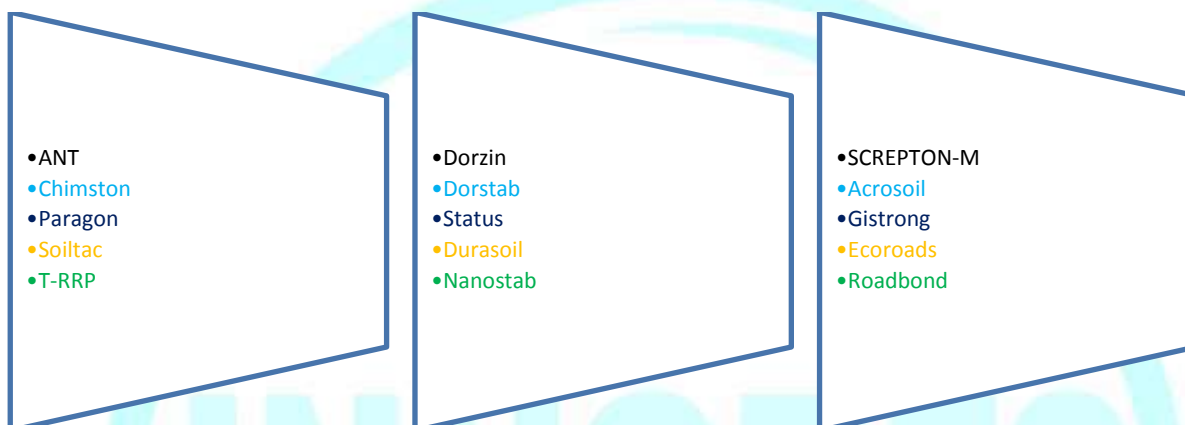 •ANT
•Chimston
•Paragon
•Soiltac
•T-RRP
•Dorzin
•Dorstab
•Status
•Durasoil
•Nanostab
•SCREPTON-M
•Acrosoil
•Gistrong
•Ecoroads
•Roadbond